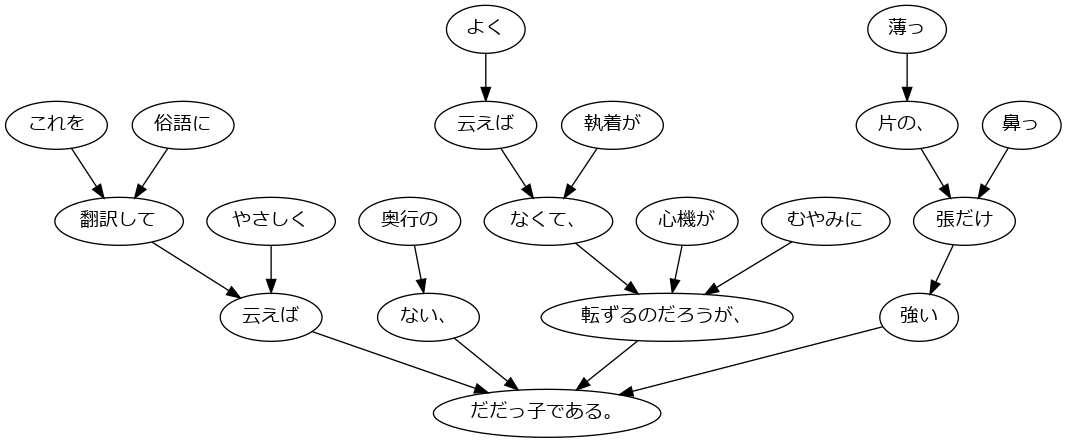 よく
薄っ
これを
俗語に
云えば
執着が
片の、
鼻っ
翻訳して
やさしく
奥行の
なくて、
心機が
むやみに
張だけ
云えば
ない、
転ずるのだろうが、
強い
だだっ子である。